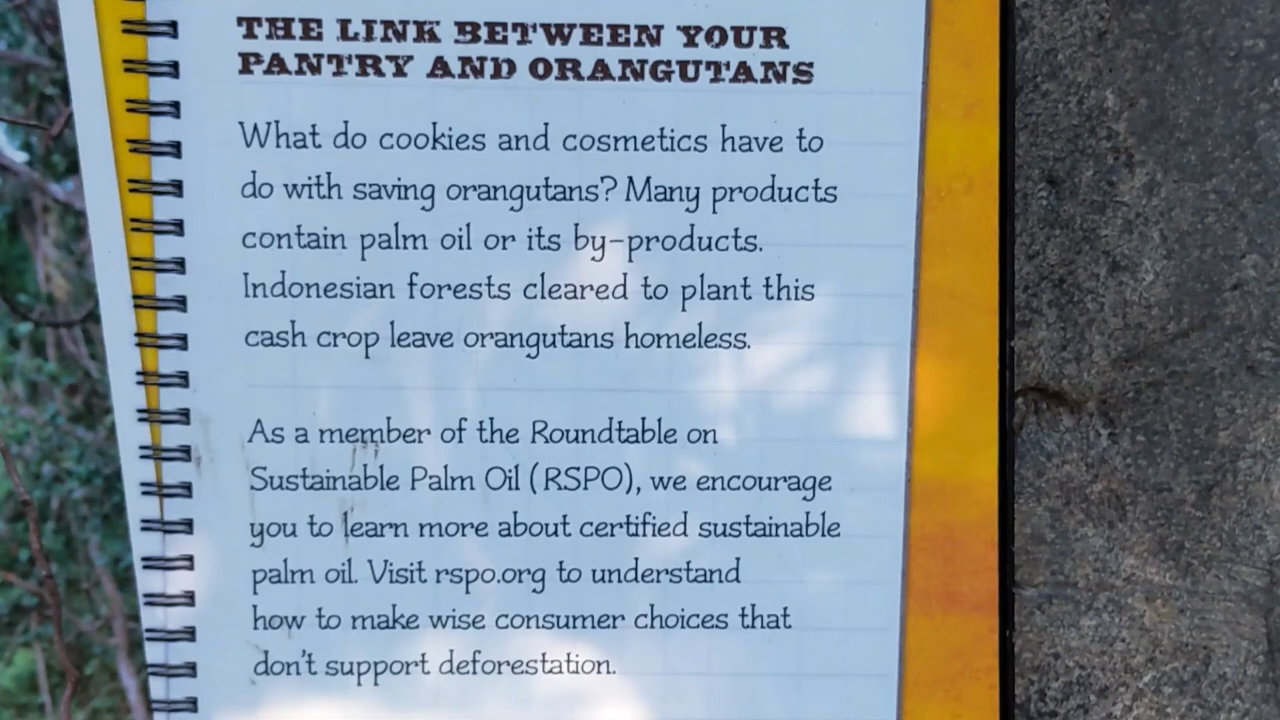 THE LINK BETWEEN YOUR
PANTRY AND ORANGUTANS
What do cookies and cosmetics have to
do with saving orangutans? Many products
contain palm oil or its by-products.
Indonesian forests cleared to plant this
cash crop leave orangutans homeless.
As a member of the Roundtable on
Sustainable Palm Oil (RSPO), we encourage
you to learn more about certified sustainable
palm oil. Visit rspo.org to understand
how to make wise consumer choices that
don't support deforestation.